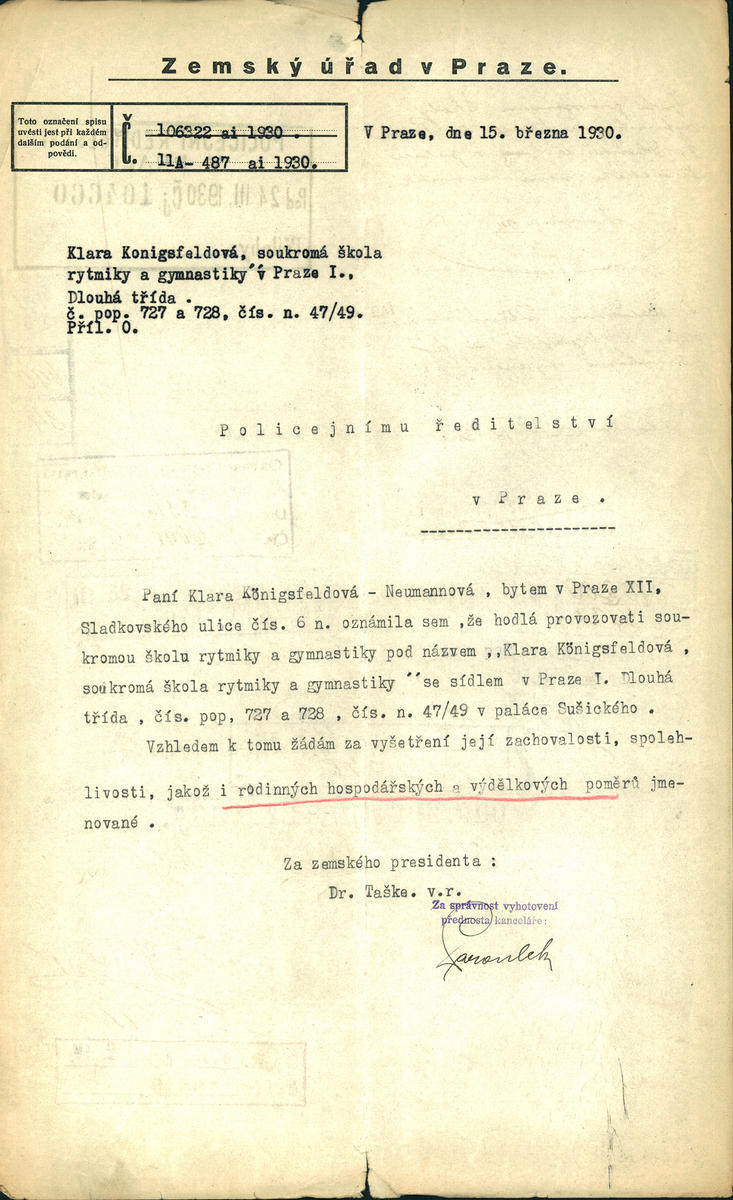 Zemský úřad v Praze.
Toto označení spisu
uvésti jest při každém
dalším podání a od-
povědi.
Č. 106322 ai 1930 .
11A- 487 ai 1930.
V Praze, dne 15. března 1930.
Klara Konigsfeldová, soukromá škola
rytmiky a gymnastiky˝v Praze I.,
Dlouhá třída .
č. pop. 727 a 728, čís. n. 47/49.
Příl. 0.
Policejnímu ředitelství
v Praze .
Paní Klara Königsfeldová - Neumannová , bytem v Praze XII,
Sladkovského ulice čís. 6 n. oznámila sem ,že hodlá provozovati sou-
kromou školu rytmiky a gymnastiky pod názvem ,,Klara Königsfeldová ,
soukromá škola rytmiky a gymnastiky ˝ se sídlem v Praze I. Dlouhá
třída , čís. pop, 727 a 728 , čís. n. 47/49 v paláce Sušického .
Vzhledem k tomu žádám za vyšetření její zachovalosti, spoleh-
livosti, jakož i rodinných hospodářských a výdělkových poměrů jme-
nované .
Za zemského presidenta :
Dr. Taške. v.r.
Za správnost vyhotovení
přednosta kanceláře: